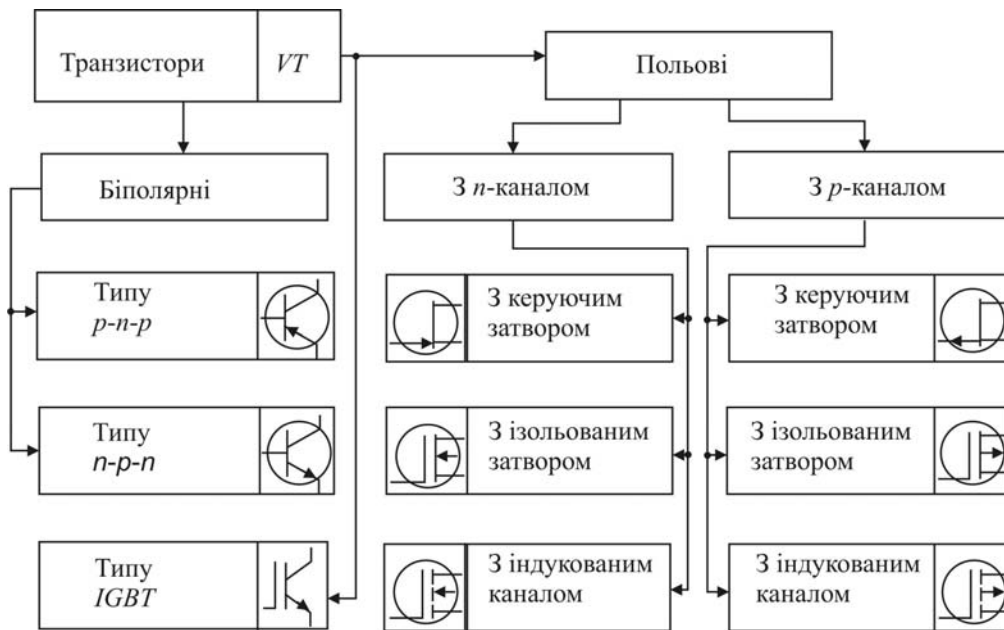 Транзистори
VT
Польові
Біполярні
З n-каналом
З p-каналом
Типу
p-n-p
З керуючим
затвором
З керуючим
затвором
Типу
n-p-n
З ізольованим
затвором
З ізольованим
затвором
Типу
IGBT
З індукованим
каналом
З індукованим
каналом